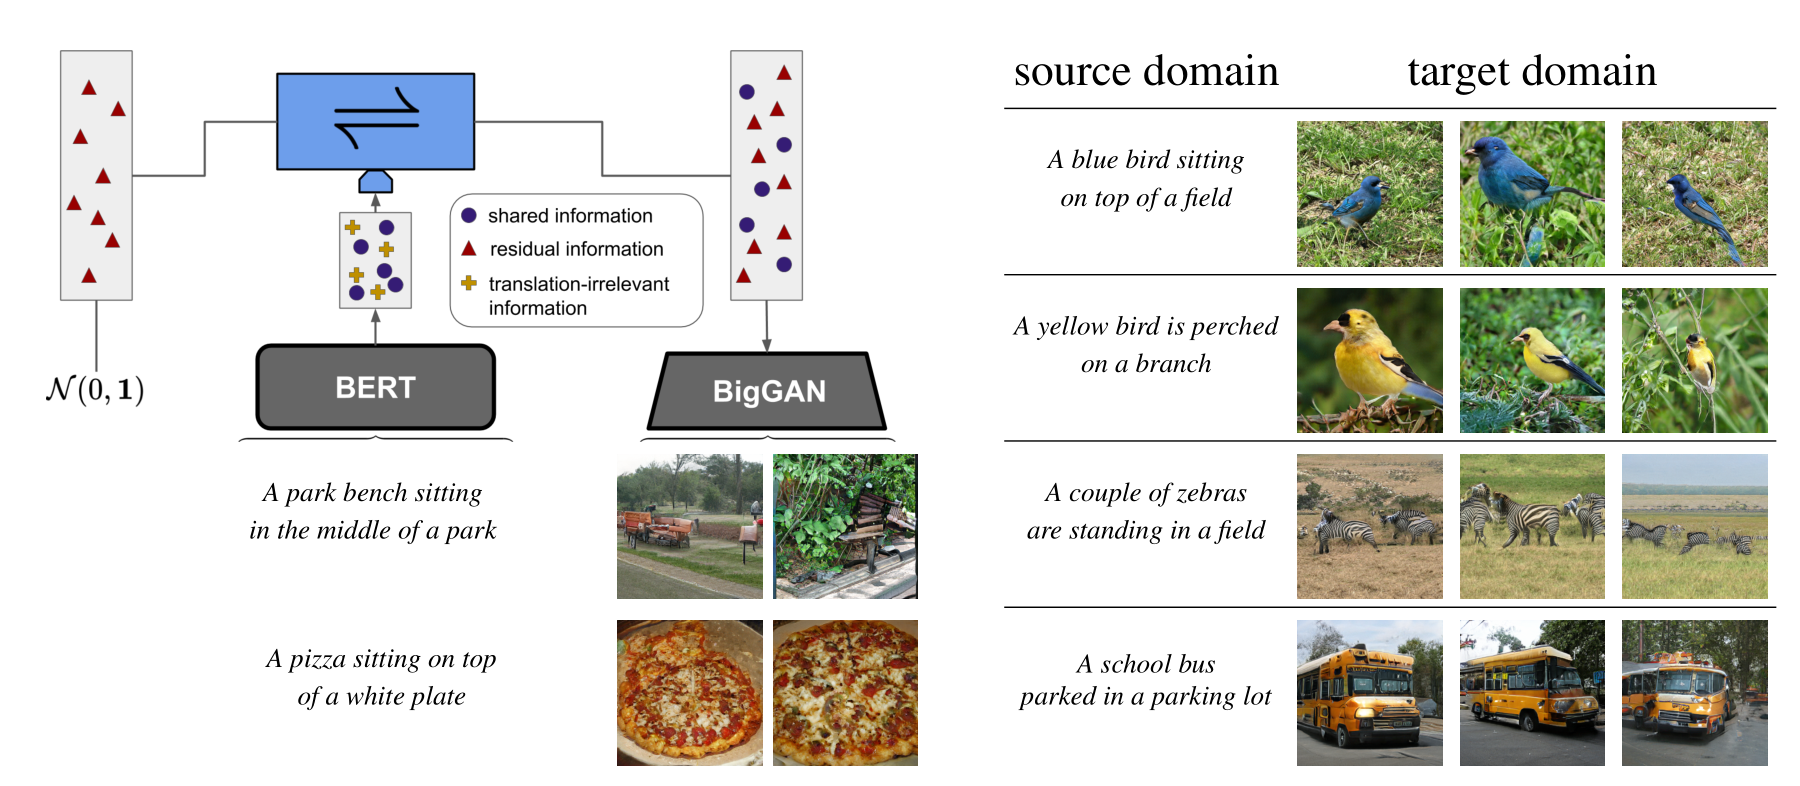 N(0, 1)
shared information
residual information
translation-irrelevant
information
BERT
BigGAN
A park bench sitting
in the middle of a park
A pizza sitting on top
of a white plate
source domain target domain
A blue bird sitting
on top of a field
A yellow bird is perched
on a branch
A couple of zebras
are standing in a field
A school bus
parked in a parking lot